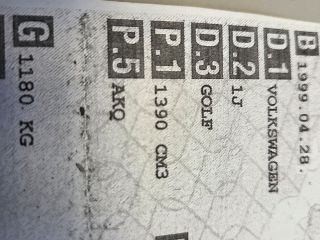 B 1999.04.28.
D.1 VOLKSWAGEN
D.2 1J
D.3 GOLF
P.1 1390 CM3
P.5 AKQ
G 1180 KG